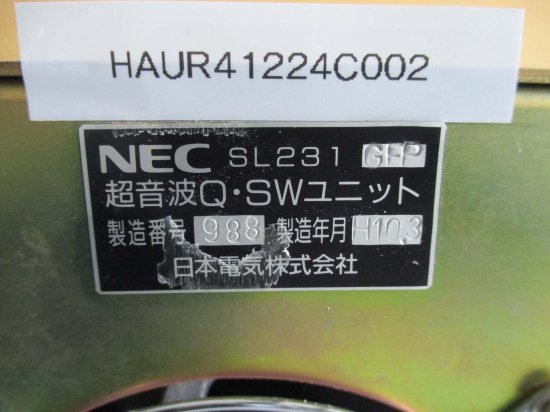 HAUR41224C002
NEC SL231 GFP
超音波Q・SWユニット
製造番号 988 製造年月 H10.3
日本電気株式会社